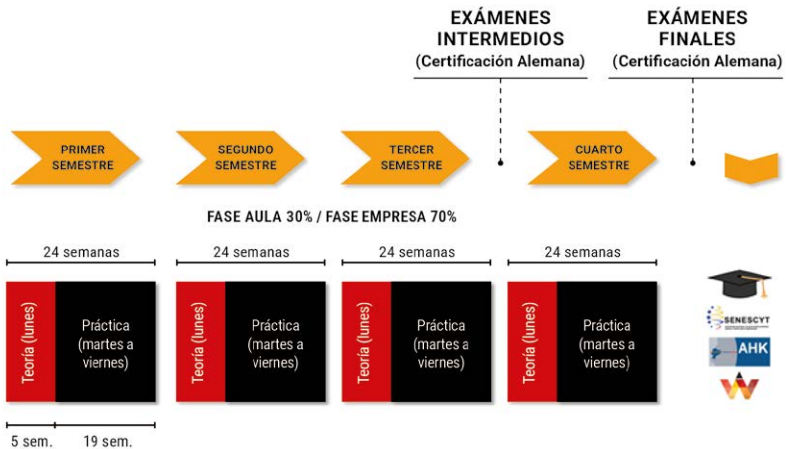 EXÁMENES
INTERMEDIOS
(Certificación Alemana)
EXÁMENES
FINALES
(Certificación Alemana)
PRIMER
SEMESTRE
SEGUNDO
SEMESTRE
TERCER
SEMESTRE
CUARTO
SEMESTRE
FASE AULA 30% / FASE EMPRESA 70%
24 semanas
24 semanas
24 semanas
24 semanas
Teoría (lunes)
Práctica
(martes a
viernes)
Teoría (lunes)
Práctica
(martes a
viernes)
Teoría (lunes)
Práctica
(martes a
viernes)
Teoría (lunes)
Práctica
(martes a
viernes)
5 sem.
19 sem.
SENESCYT
AHK